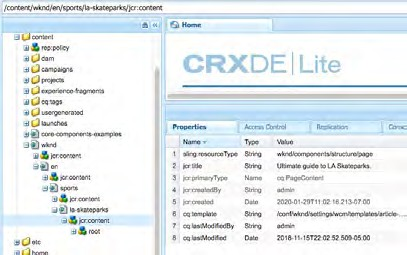 /content/wknd/en/sports/la-skateparks/jcr:content
content
rep:policy
dam
campaigns
projects
experience-fragments
cq:tags
usergenerated
launches
core-components-examples
wknd
jcr:content
en
jcr:content
sports
jcr:content
la-skateparks
jcr:content
root
etc
home
Home
CRXDE | Lite
Properties
Access Control
Replication
Name Type Value
1 sling:resourceType String wknd/components/structure/page
2 jcr:title String Ultimate guide to LA Skateparks.
3 jcr:primaryType Name cq:PageContent
4 jcr:createdBy String admin
5 jcr:created Date 2020-01-29T11:02:16.213-07:00
6 cq:template String /conf/wknd/settings/wcm/templates/article-...
7 cq:lastModifiedBy String admin
8 cq:lastModified Date 2018-11-15T22:02:52.509-05:00